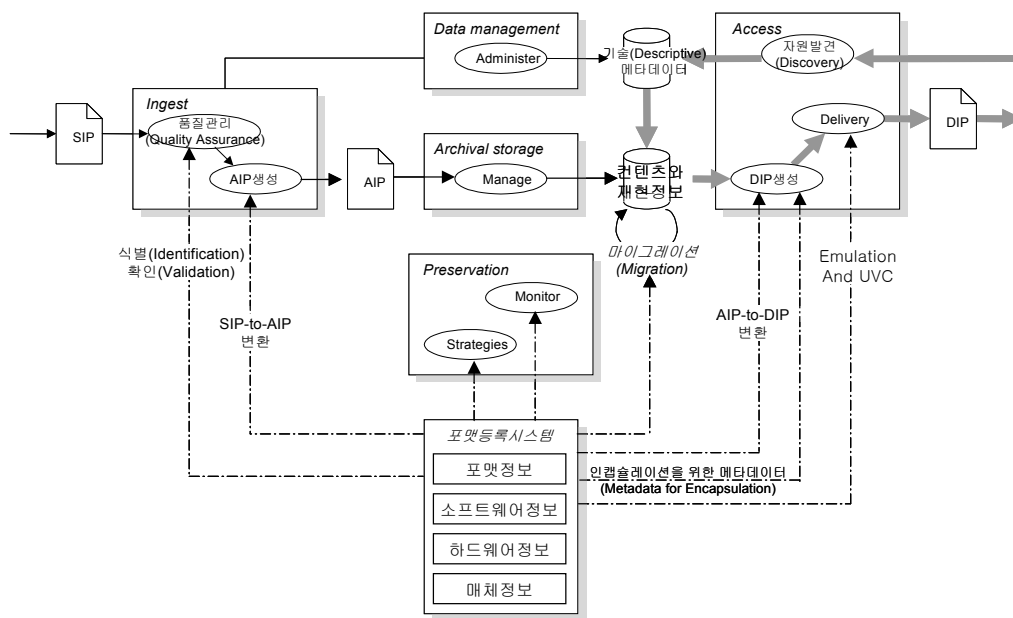 Data management
Administer
기술(Descriptive)
메타데이터
Access
자원발견
(Discovery)
Ingest
SIP
품질관리
(Quality Assurance)
AIP생성
AIP
Archival storage
Manage
컨텐츠와
재현정보
Delivery
DIP생성
DIP
식별(Identification)
확인(Validation)
SIP-to-AIP
변환
마이그레이션
(Migration)
Emulation
And UVC
AIP-to-DIP
변환
Preservation
Monitor
Strategies
포맷등록시스템
포맷정보
소프트웨어정보
하드웨어정보
매체정보
인캡슐레이션을 위한 메타데이터
(Metadata for Encapsulation)